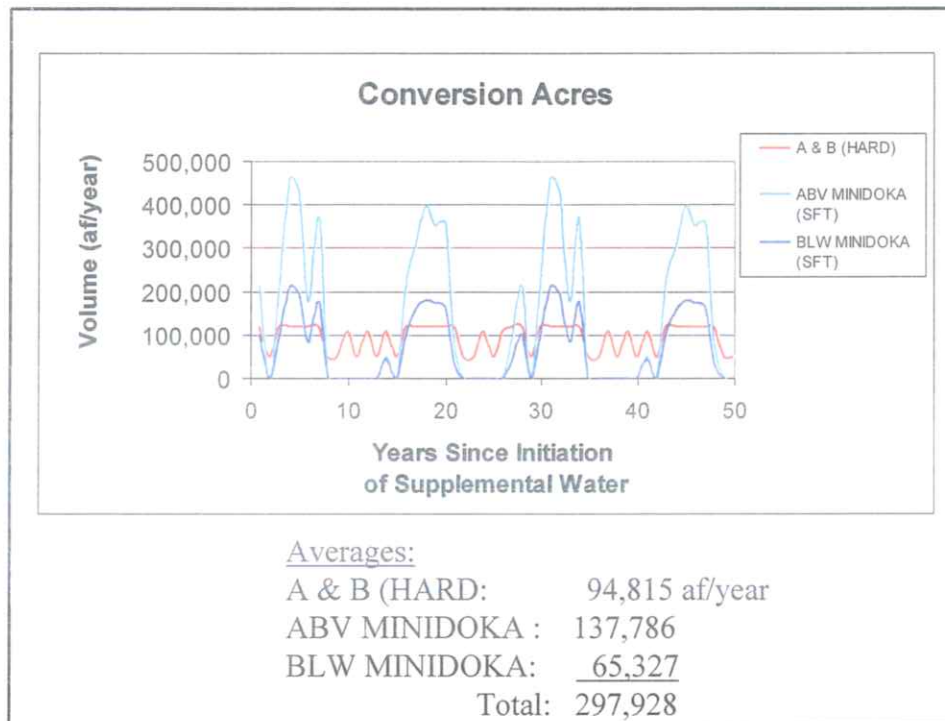 Conversion Acres
Volume (af/year)
500,000
400,000
300,000
200,000
100,000
0
0 10 20 30 40 50
Years Since Initiation
of Supplemental Water
A & B (HARD)
ABV MINIDOKA
(SFT)
BLW MINIDOKA
(SFT)
Averages:
A & B (HARD: 94,815 af/year
ABV MINIDOKA : 137,786
BLW MINIDOKA: 65,327
Total: 297,928